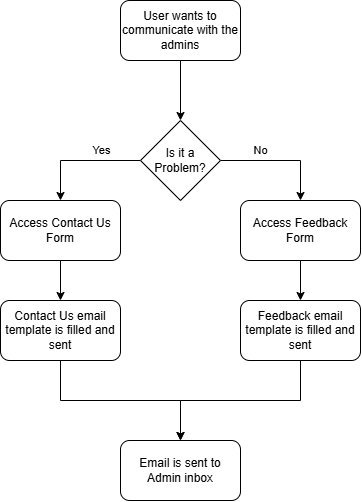 User wants to
communicate with the
admins
Is it a
Problem?
Yes
No
Access Contact Us
Form
Access Feedback
Form
Contact Us email
template is filled and
sent
Feedback email
template is filled and
sent
Email is sent to
Admin inbox